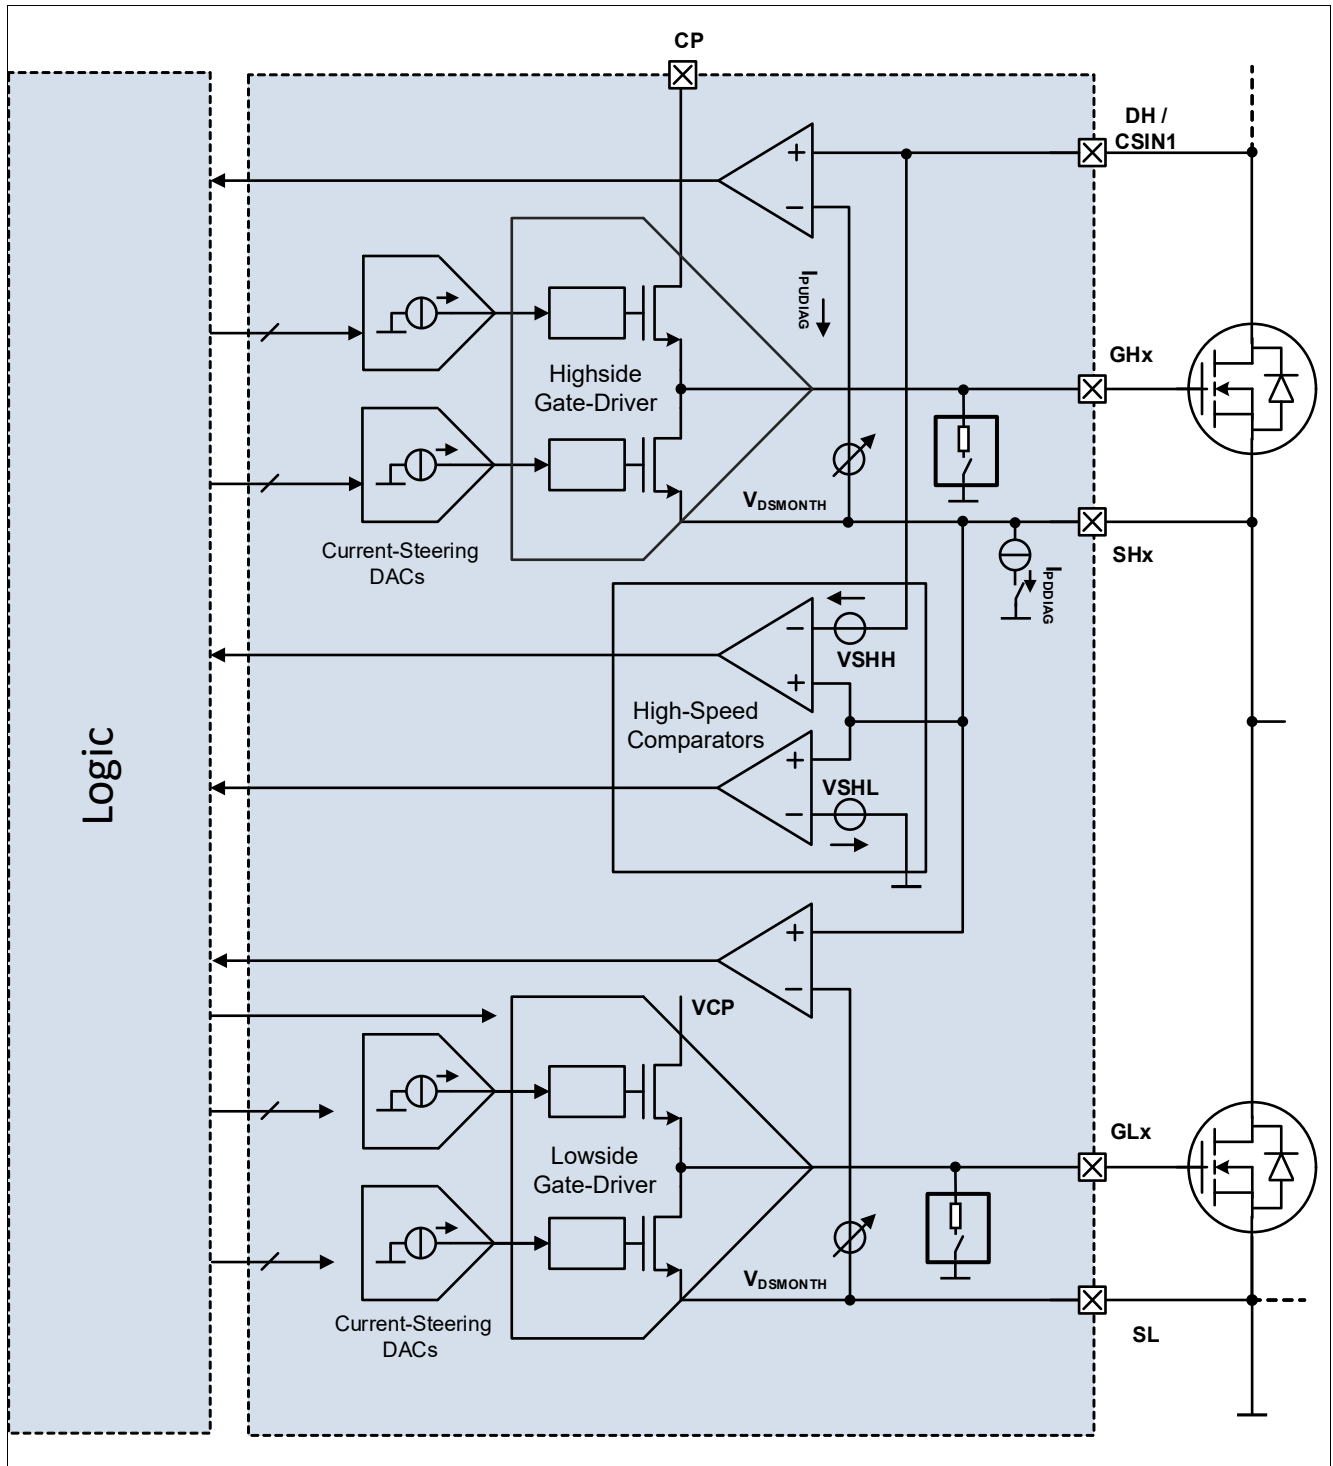 CP
DH /
CSIN1
+
−
IPUDIAG
GHx
Highside
Gate-Driver
VDSMONTH
SHx
Current-Steering
DACs
IPDDIAG
−
VSHH
+
High-Speed
Comparators
+
VSHL
−
Logic
+
−
VCP
GLx
Lowside
Gate-Driver
VDSMONTH
Current-Steering
DACs
SL